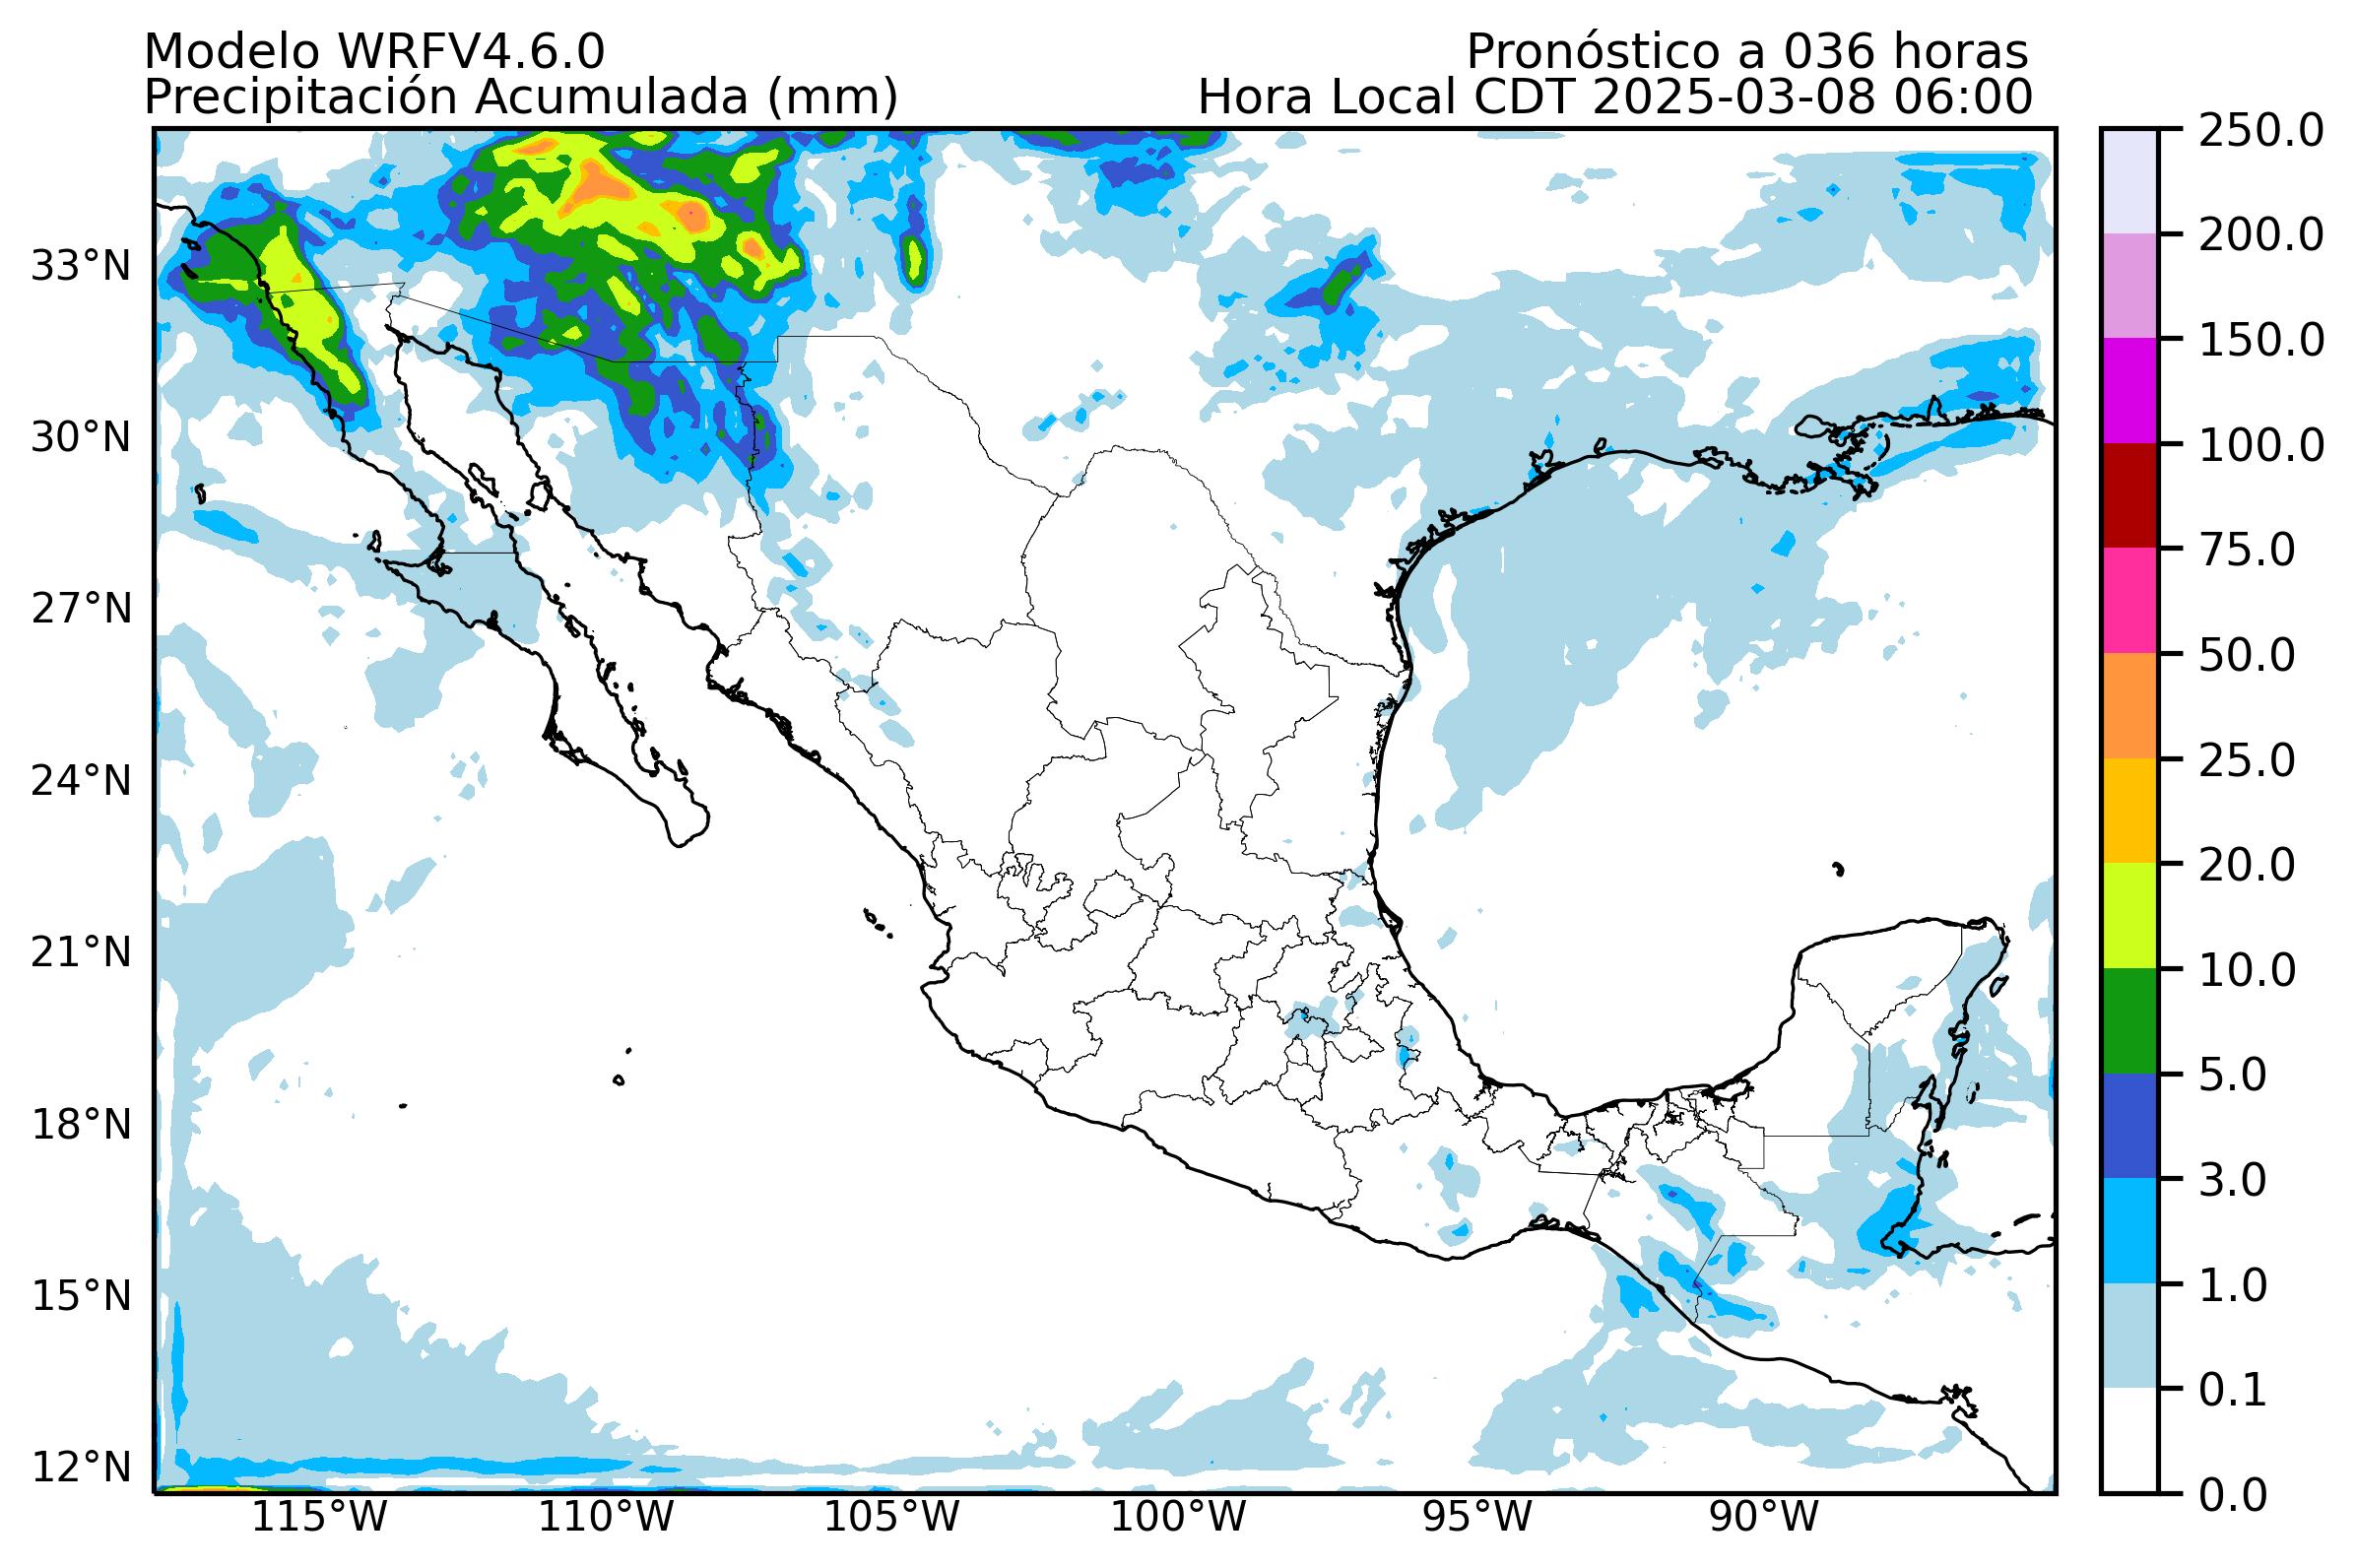 Modelo WRFV4.6.0
Pronóstico a 036 horas
Precipitación Acumulada (mm)
Hora Local CDT 2025-03-08 06:00
33°N
30°N
27°N
24°N
21°N
18°N
15°N
12°N
115°W
110°W
105°W
100°W
95°W
90°W
250.0
200.0
150.0
100.0
75.0
50.0
25.0
20.0
10.0
5.0
3.0
1.0
0.1
0.0